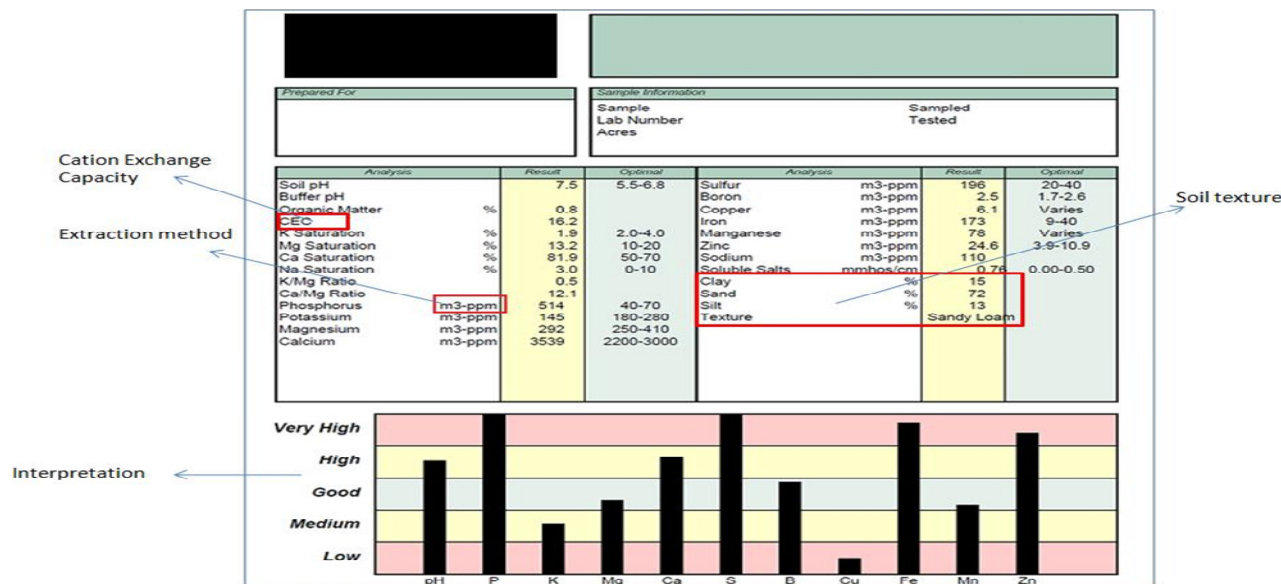 Prepared For
Sample Information
Sample Sampled
Lab Number Tested
Acres
Cation Exchange
Capacity
Extraction method
Interpretation
Soil texture
Analysis Result Optimal
Soil pH 7.5 5.5-6.8
Buffer pH
Organic Matter % 0.8
CEC 16.2
K Saturation % 1.9 2.0-4.0
Mg Saturation % 13.2 10-20
Ca Saturation % 81.9 50-70
Na Saturation % 3.0 0-10
K/Mg Ratio 0.5
Ca/Mg Ratio 12.1
Phosphorus m3-ppm 514 40-70
Potassium m3-ppm 145 180-280
Magnesium m3-ppm 292 250-410
Calcium m3-ppm 3539 2200-3000
Analysis Result Optimal
Sulfur m3-ppm 196 20-40
Boron m3-ppm 2.5 1.7-2.6
Copper m3-ppm 6.1 Varies
Iron m3-ppm 173 9-40
Manganese m3-ppm 78 Varies
Zinc m3-ppm 24.6 3.9-10.9
Sodium m3-ppm 110
Soluble Salts mmhos/cm 0.76 0.00-0.50
Clay % 15
Sand % 72
Silt % 13
Texture Sandy Loam
Very High
High
Good
Medium
Low
pH P K Mg Ca S B Cu Fe Mn Zn